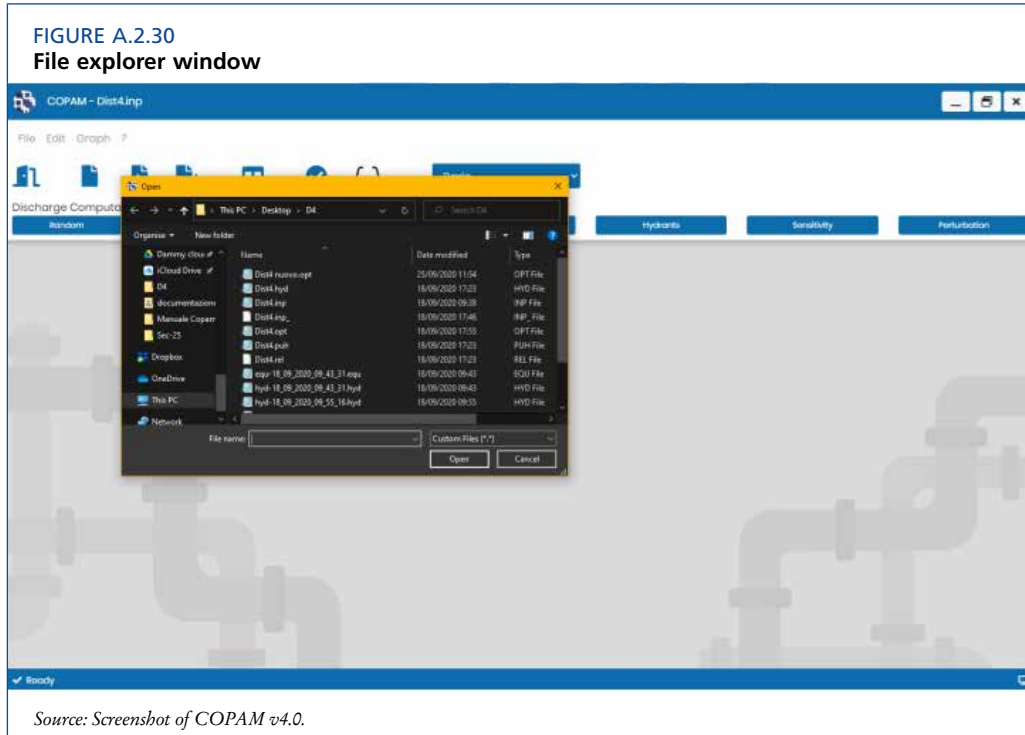 FIGURE A.2.30
File explorer window
COPAM - Dist4.inp
File Edit Graph ?
Discharge Computa
Random Hydrants Sensitivity Perturbation
Open
This PC > Desktop > D4 Search D4
Organise New folder
Name Date modified Type
Dammy clou
iCloud Drive
D4
documentazion
Manuale Copam
Sec-25
Dropbox
OneDrive
This PC
Network
Dist4 nuovo.opt 25/09/2020 11:54 OPT File
Dist4.hyd 18/09/2020 17:23 HYD File
Dist4.inp 18/09/2020 09:38 INP File
Dist4.inp_ 18/09/2020 17:46 INP_ File
Dist4.opt 18/09/2020 17:55 OPT File
Dist4.puh 18/09/2020 17:23 PUH File
Dist4.rel 18/09/2020 17:23 REL File
equ-18_09_2020_09_43_31.equ 18/09/2020 09:43 EQU File
hyd-18_09_2020_09_43_31.hyd 18/09/2020 09:43 HYD File
hyd-18_09_2020_09_55_16.hyd 18/09/2020 09:55 HYD File
File name: Custom Files (*.*)
Open Cancel
Ready
Source: Screenshot of COPAM v4.0.